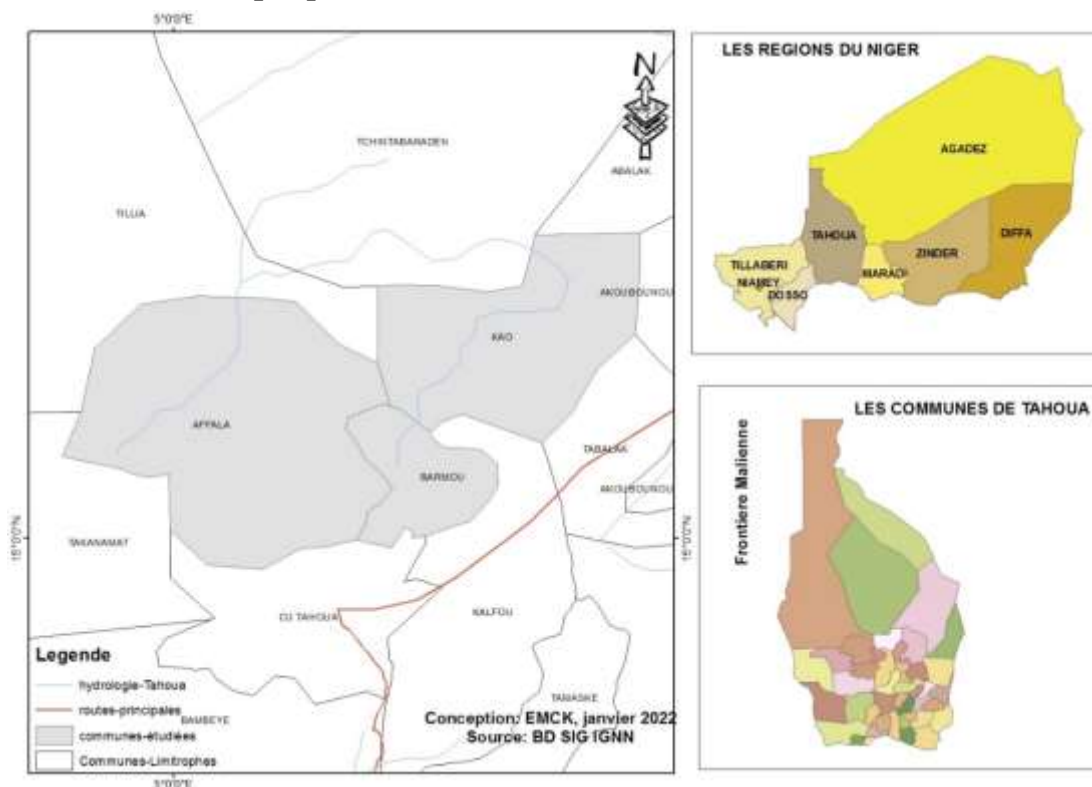 5°0'0"E
N
TCHINTABARADEN
ABALAK
TILLIA
AKOUBOUNOU
KAO
AFFALA
TABALAK
BARMOU
AKOUBOUNOU
15°0'0"N
15°0'0"N
TAKANAMAT
CU TAHOUA
KALFOU
Legende
hydrologie-Tahoua
routes-principales
communes-étudiées
Communes-Limitrophes
BAMBEYE
TAMASKE
Conception: EMCK, janvier 2022
Source: BD SIG IGNN
5°0'0"E
LES REGIONS DU NIGER
AGADEZ
TAHOUA
DIFFA
ZINDER
TILLABERI
MARADI
NIAMEY
DOSSO
LES COMMUNES DE TAHOUA
Frontiere Malienne